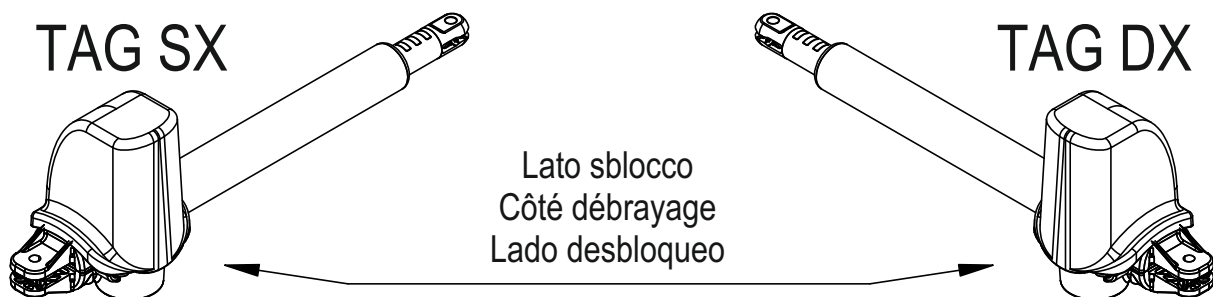 TAG SX
TAG DX
Lato sblocco
Côté débrayage
Lado desbloqueo